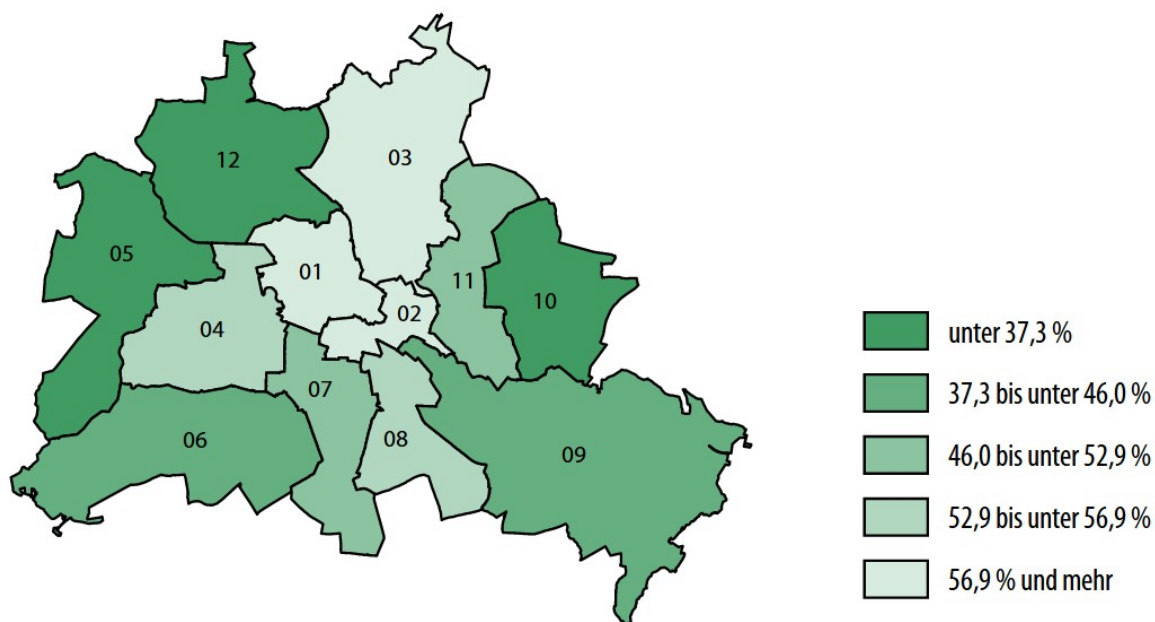 12
03
05
01
11
10
02
04
07
06
08
09
unter 37,3 %
37,3 bis unter 46,0 %
46,0 bis unter 52,9 %
52,9 bis unter 56,9 %
56,9 % und mehr